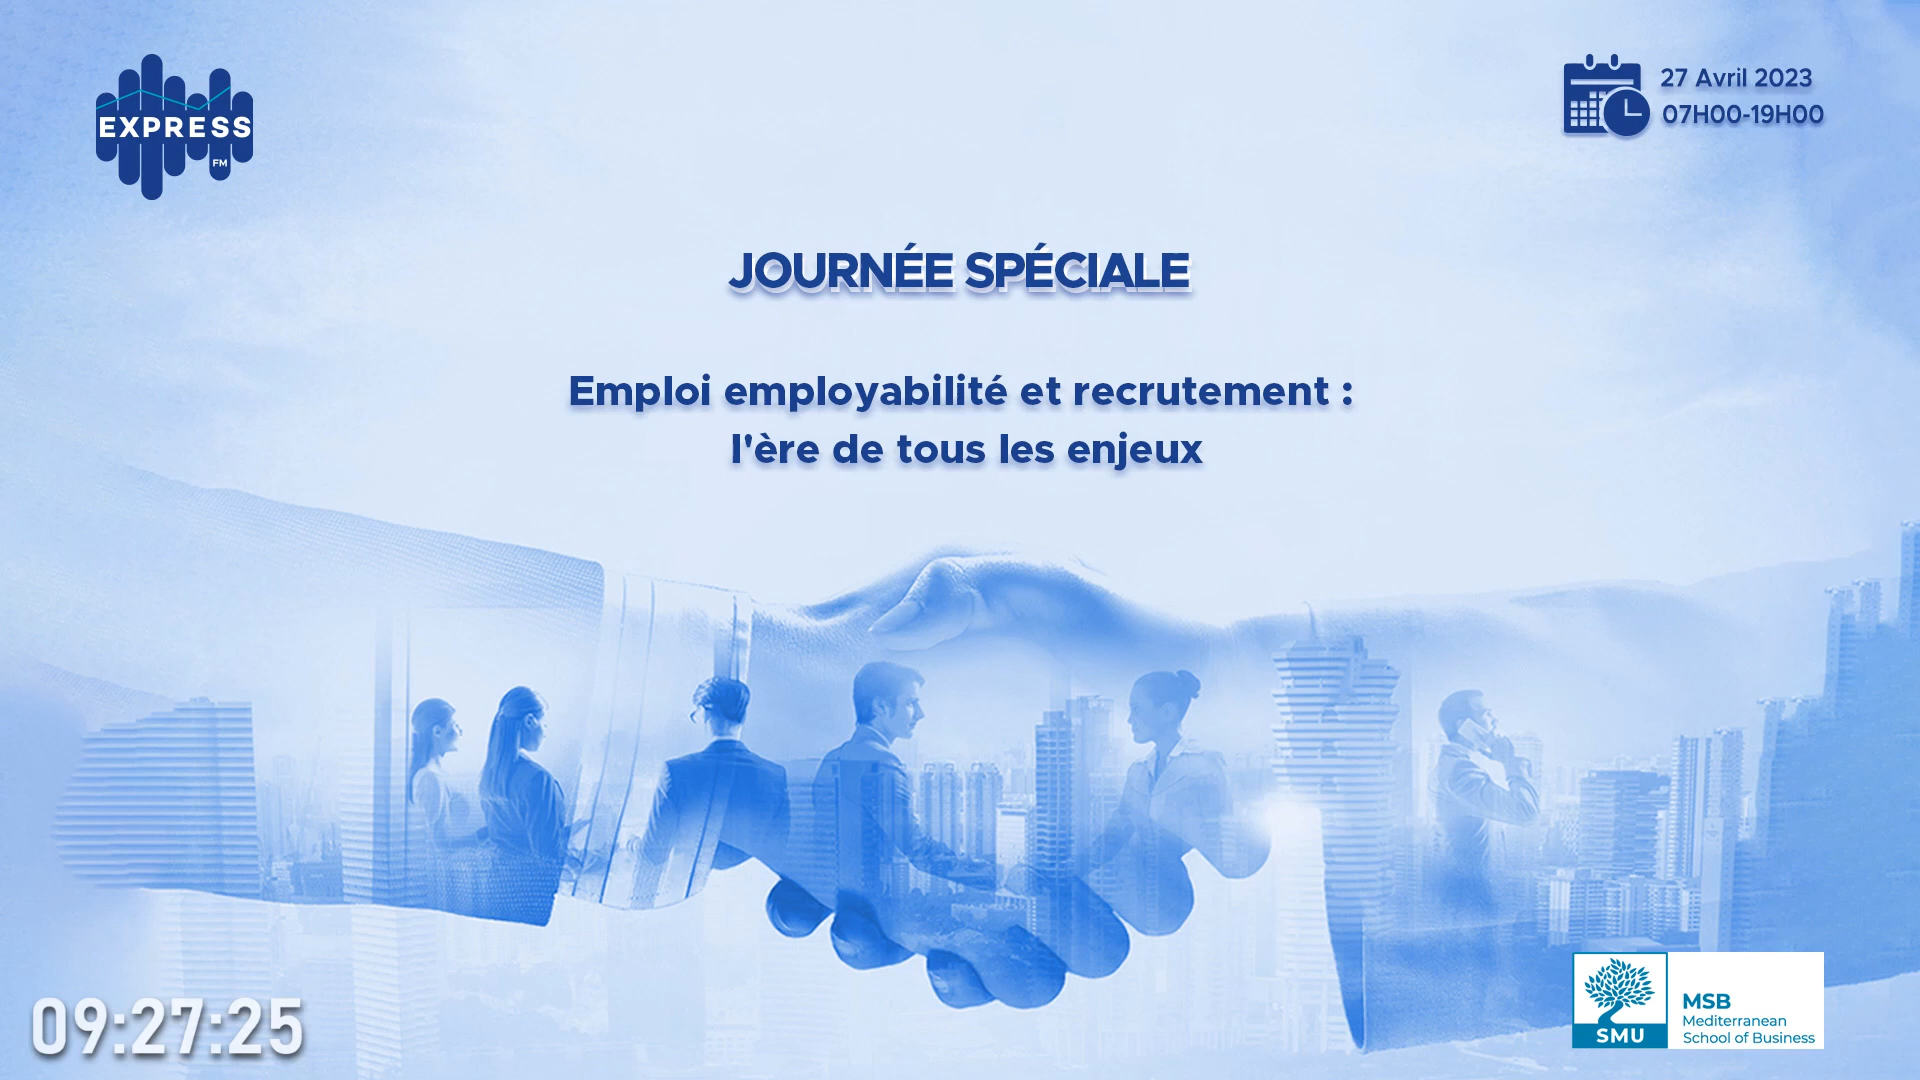 EXPRESS
FM
27 Avril 2023
07H00-19H00
JOURNÉE SPÉCIALE
Emploi employabilité et recrutement :
l'ère de tous les enjeux
09:27:25
SMU
MSB
Mediterranean
School of Business